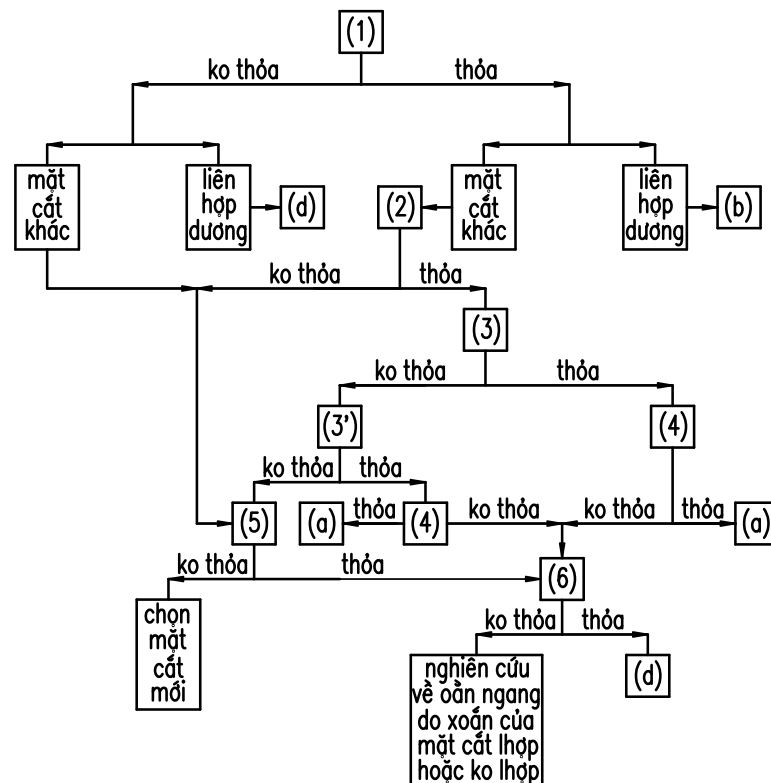 (1)
ko thỏa
thỏa
mặt
cắt
khác
liên
hợp
dương
(d)
(2)
mặt
cắt
khác
liên
hợp
dương
(b)
ko thỏa
thỏa
(3)
ko thỏa
thỏa
(3')
(4)
ko thỏa
thỏa
(5)
(a)
thỏa
(4)
ko thỏa
ko thỏa
thỏa
(a)
ko thỏa
thỏa
(6)
chọn
mặt
cắt
mới
ko thỏa
thỏa
nghiên cứu
về oằn ngang
do xoắn của
mặt cắt lhợp
hoặc ko lhợp
(d)